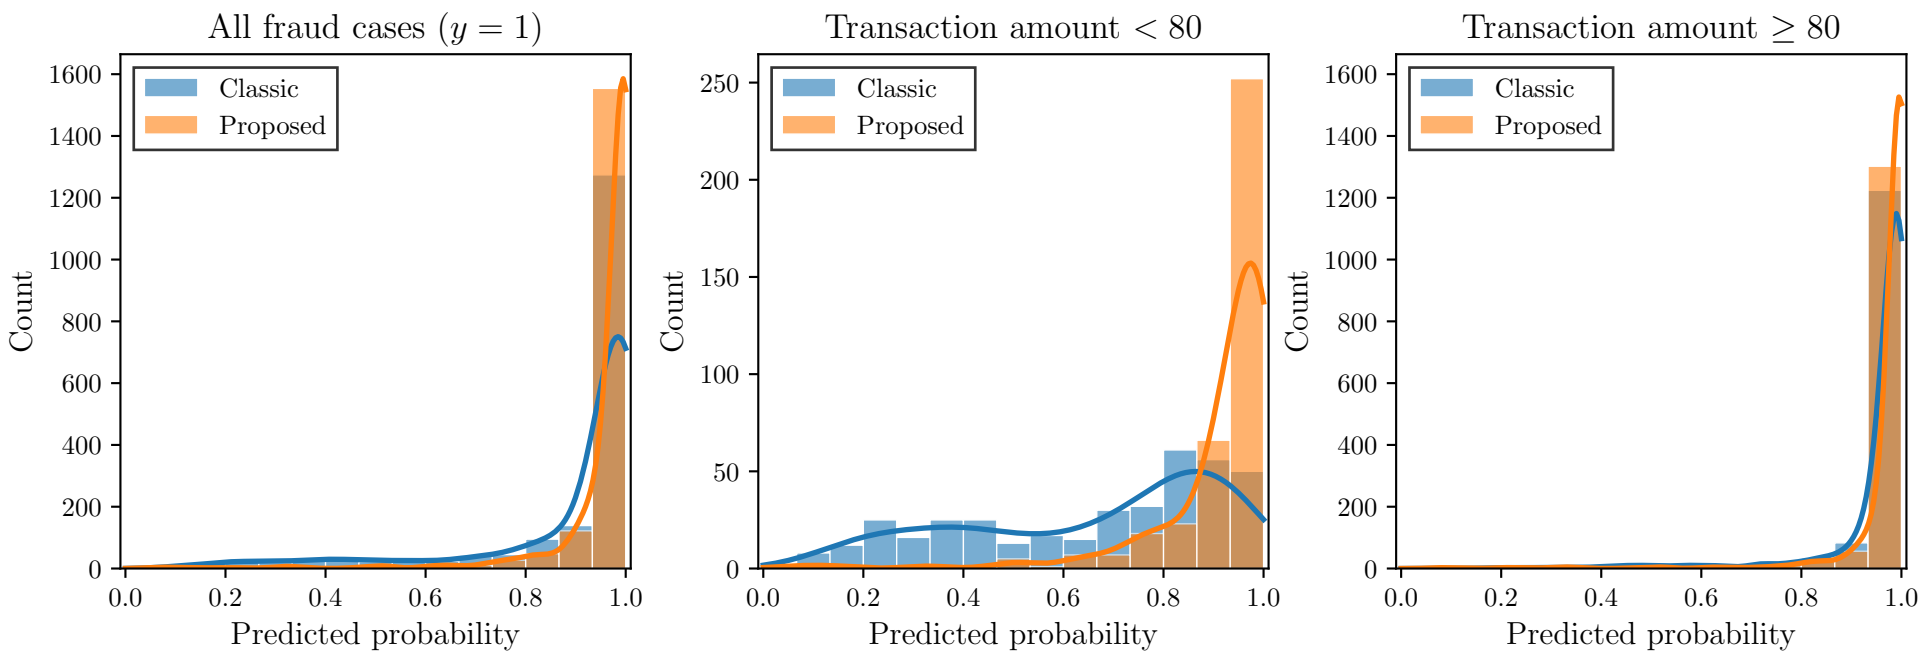 All fraud cases (y = 1)
Classic
Proposed
1600
1400
1200
1000
800
600
400
200
0
0.0 0.2 0.4 0.6 0.8 1.0
Count
Predicted probability
Transaction amount < 80
Classic
Proposed
250
200
150
100
50
0
0.0 0.2 0.4 0.6 0.8 1.0
Count
Predicted probability
Transaction amount ≥ 80
Classic
Proposed
1600
1400
1200
1000
800
600
400
200
0
0.0 0.2 0.4 0.6 0.8 1.0
Count
Predicted probability